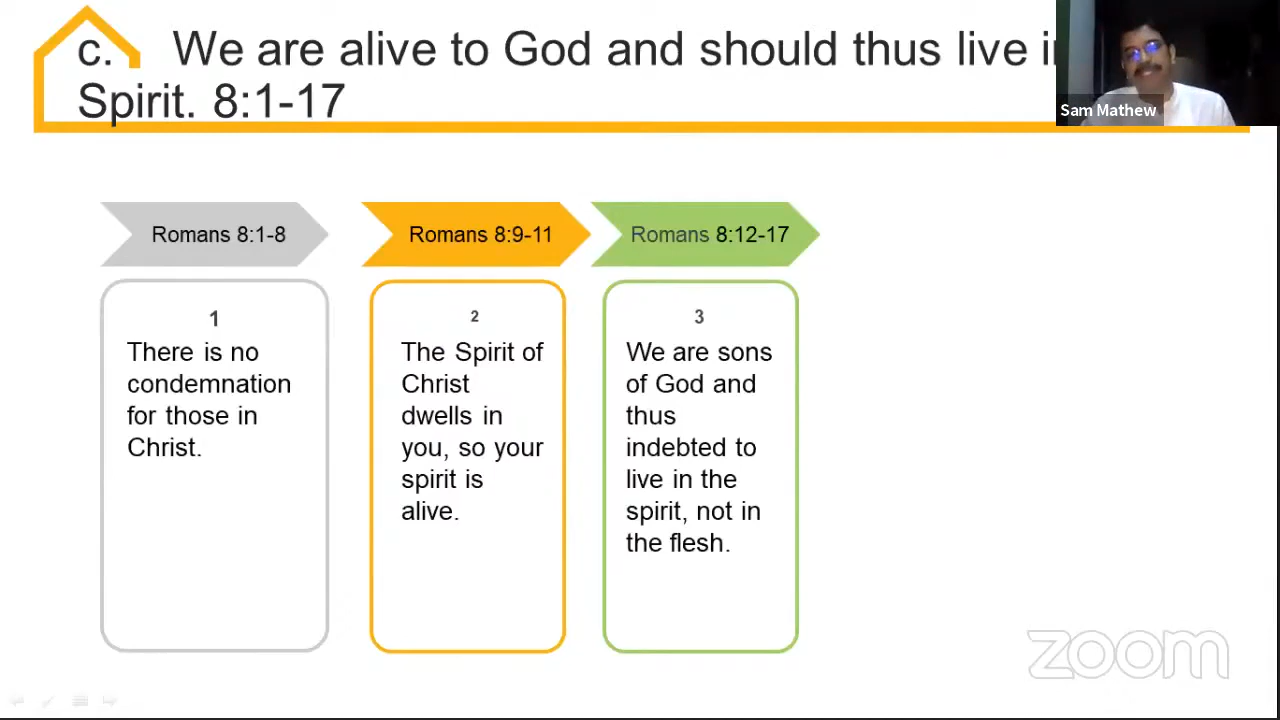 c. We are alive to God and should thus live
Spirit. 8:1-17
Sam Mathew
Romans 8:1-8
Romans 8:9-11
Romans 8:12-17
1
There is no
condemnation
for those in
Christ.
2
The Spirit of
Christ
dwells in
you, so your
spirit is
alive.
3
We are sons
of God and
thus
indebted to
live in the
spirit, not in
the flesh.
zoom